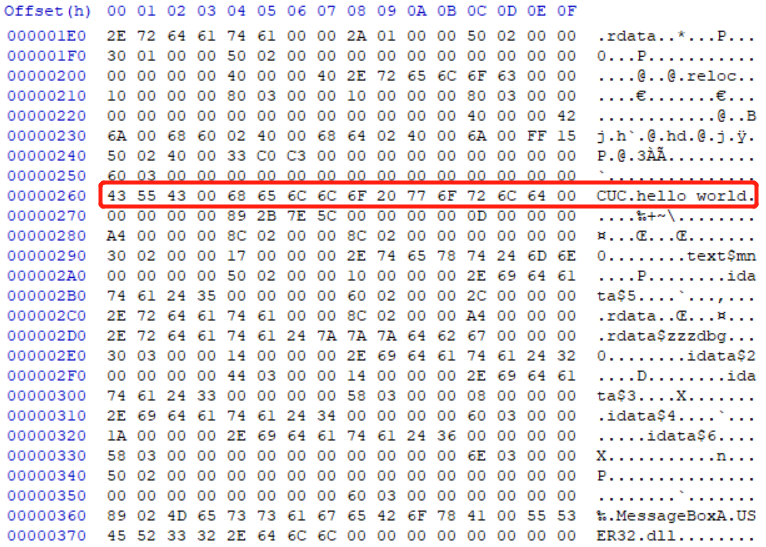 Offset(h) 00 01 02 03 04 05 06 07 08 09 0A 0B 0C 0D 0E 0F
000001E0 2E 72 64 61 74 61 00 00 2A 01 00 00 50 02 00 00 .rdata..*...P...
000001F0 30 01 00 00 50 02 00 00 00 00 00 00 00 00 00 00 0...P...........
00000200 00 00 00 00 40 00 00 40 2E 72 65 6C 6F 63 00 00 ....@..@.reloc..
00000210 10 00 00 00 80 03 00 00 10 00 00 00 80 03 00 00 ....€.......€...
00000220 00 00 00 00 00 00 00 00 00 00 00 00 40 00 00 42 ............@..B
00000230 6A 00 68 60 02 40 00 68 64 02 40 00 6A 00 FF 15 j.h`.@.hd.@.j.ÿ.
00000240 50 02 40 00 33 C0 C3 00 00 00 00 00 00 00 00 00 P.@.3ÀÃ.........
00000250 60 03 00 00 00 00 00 00 00 00 00 00 00 00 00 00 `...............
00000260 43 55 43 00 68 65 6C 6C 6F 20 77 6F 72 6C 64 00 CUC.hello world.
00000270 00 00 00 00 89 2B 7E 5C 00 00 00 00 0D 00 00 00 ....‰+~\........
00000280 A4 00 00 00 8C 02 00 00 8C 02 00 00 00 00 00 00 ¤...Œ...Œ.......
00000290 30 02 00 00 17 00 00 00 2E 74 65 78 74 24 6D 6E 0........text$mn
000002A0 00 00 00 00 50 02 00 00 10 00 00 00 2E 69 64 61 ....P........ida
000002B0 74 61 24 35 00 00 00 00 60 02 00 00 2C 00 00 00 ta$5....`...,...
000002C0 2E 72 64 61 74 61 00 00 8C 02 00 00 A4 00 00 00 .rdata..Œ...¤...
000002D0 2E 72 64 61 74 61 24 7A 7A 7A 64 62 67 00 00 00 .rdata$zzzdbg...
000002E0 30 03 00 00 14 00 00 00 2E 69 64 61 74 61 24 32 0........idata$2
000002F0 00 00 00 00 44 03 00 00 14 00 00 00 2E 69 64 61 ....D........ida
00000300 74 61 24 33 00 00 00 00 58 03 00 00 08 00 00 00 ta$3....X.......
00000310 2E 69 64 61 74 61 24 34 00 00 00 00 60 03 00 00 .idata$4....`...
00000320 1A 00 00 00 2E 69 64 61 74 61 24 36 00 00 00 00 .....idata$6....
00000330 58 03 00 00 00 00 00 00 00 00 00 00 6E 03 00 00 X...........n...
00000340 50 02 00 00 00 00 00 00 00 00 00 00 00 00 00 00 P...............
00000350 00 00 00 00 00 00 00 00 60 03 00 00 00 00 00 00 ........`.......
00000360 89 02 4D 65 73 73 61 67 65 42 6F 78 41 00 55 53 ‰.MessageBoxA.US
00000370 45 52 33 32 2E 64 6C 6C 00 00 00 00 00 00 00 00 ER32.dll........